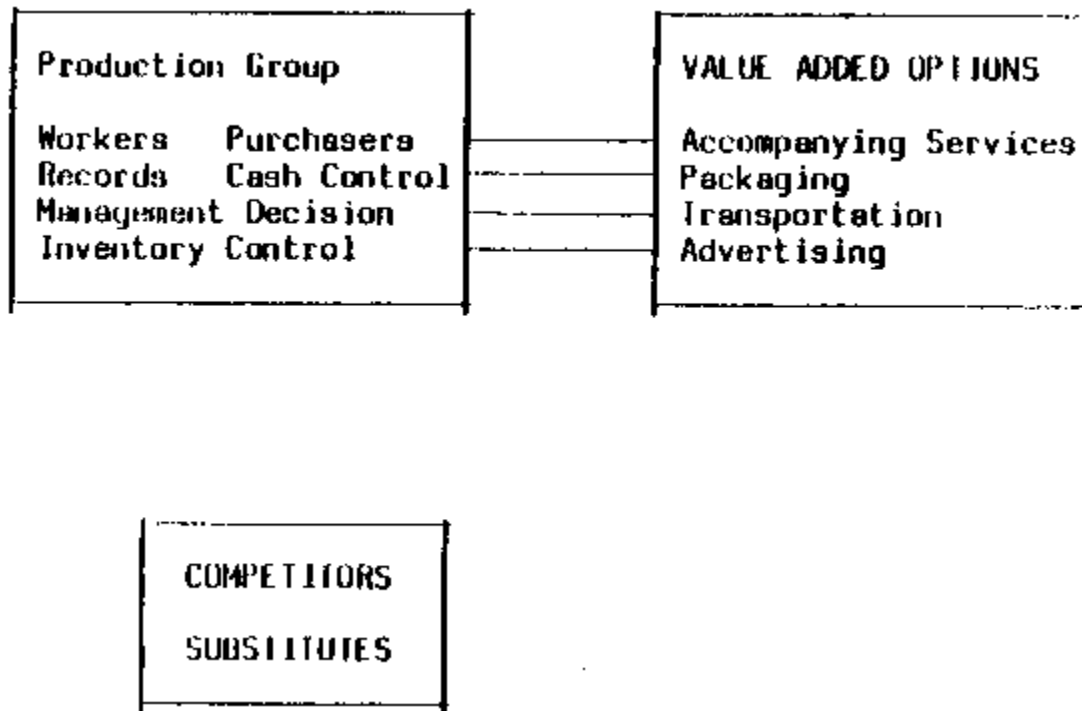 Production Group
Workers Purchasers
Records Cash Control
Management Decision
Inventory Control
VALUE ADDED OPTIONS
Accompanying Services
Packaging
Transportation
Advertising
COMPETITORS
SUBSTITUTES